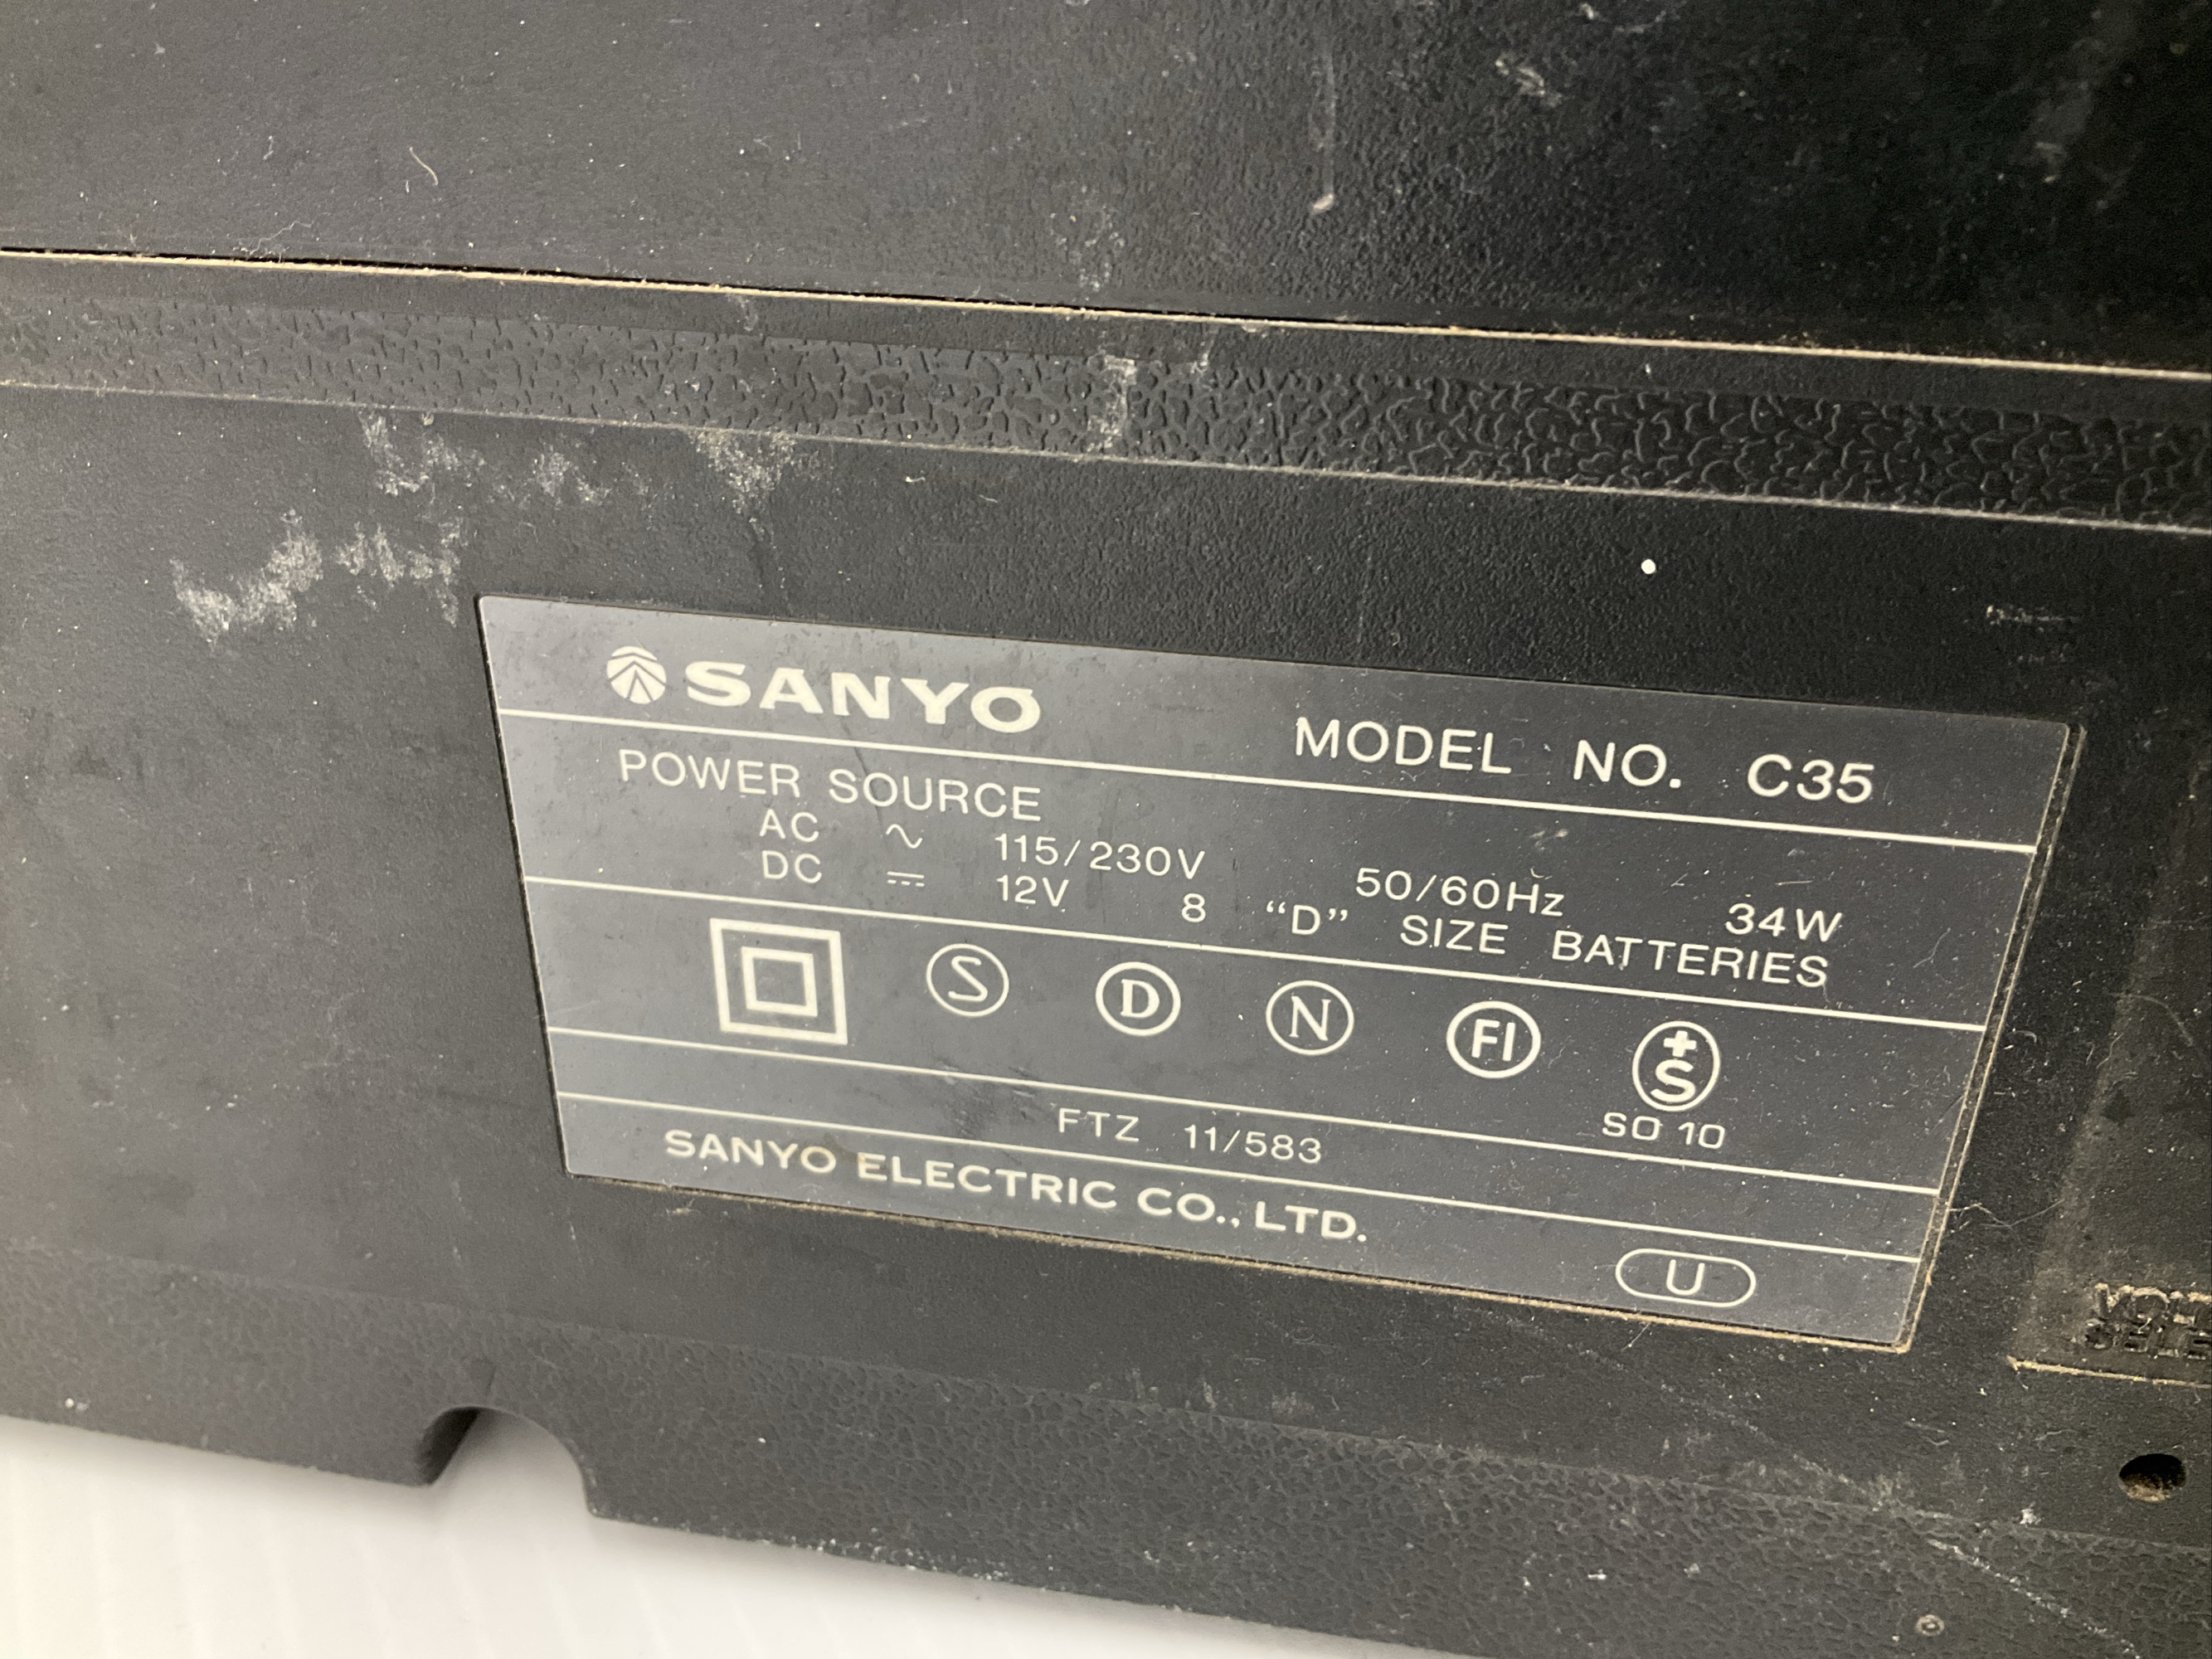 SANYO MODEL NO. C35
POWER SOURCE
AC ~ 115/230V 50/60Hz 34W
DC ⎓ 12V 8 “D” SIZE BATTERIES
S D N FI +S
SO 10
FTZ 11/583
SANYO ELECTRIC CO., LTD.
U